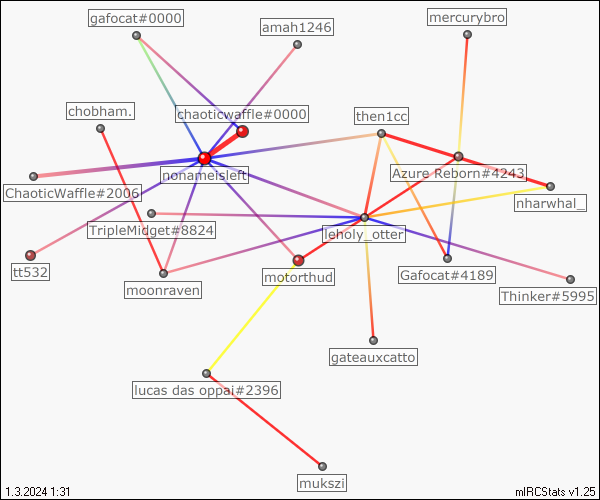 gafocat#0000
mercurybro
amah1246
chobham.
chaoticwaffle#0000
then1cc
nonameisleft
Azure Reborn#4243
ChaoticWaffle#2006
nharwhal_
TripleMidget#8824
leholy_otter
tt532
moonraven
motorthud
Gafocat#4189
Thinker#5995
gateauxcatto
lucas das oppai#2396
mukszi
1.3.2024 1:31
mIRCStats v1.25